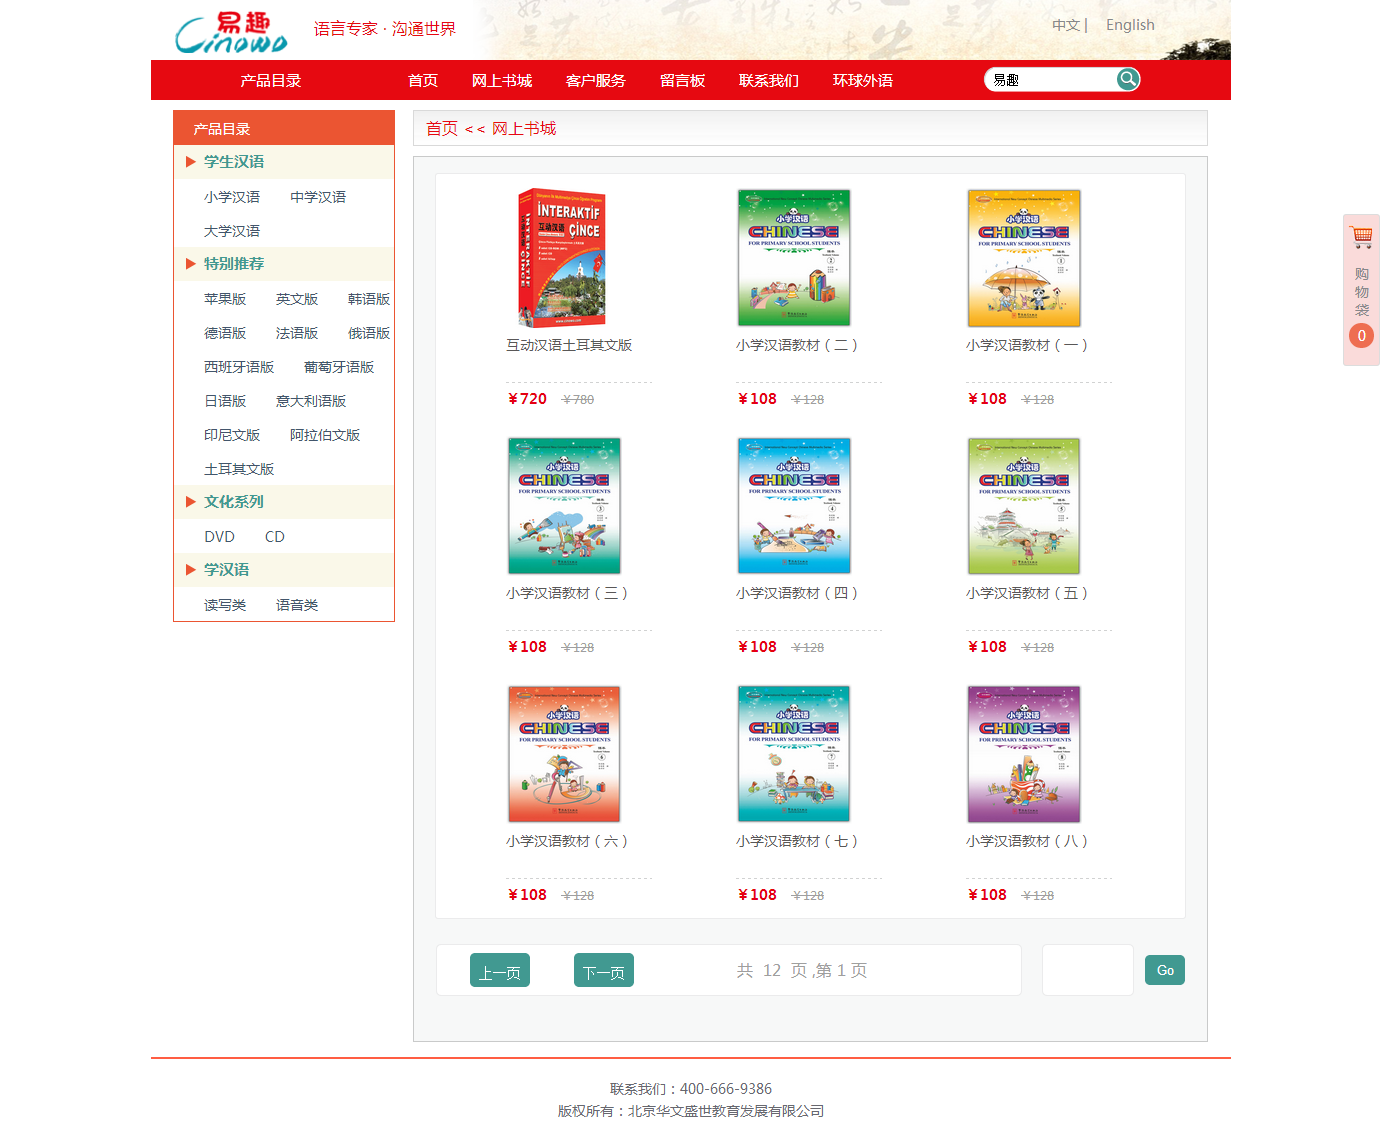 易趣
Cinowo
语言专家 · 沟通世界
中文 |
English
产品目录
首页
网上书城
客户服务
留言板
联系我们
环球外语
易趣
产品目录
学生汉语
小学汉语 中学汉语
大学汉语
特别推荐
苹果版 英文版 韩语版
德语版 法语版 俄语版
西班牙语版 葡萄牙语版
日语版 意大利语版
印尼文版 阿拉伯文版
土耳其文版
文化系列
DVD CD
学汉语
读写类 语音类
首页 << 网上书城
İNTERAKTİF
互动汉语
ÇİNCE
互动汉语土耳其文版
¥720 ¥780
小学汉语
CHINESE
FOR PRIMARY SCHOOL STUDENTS
小学汉语教材（二）
¥108 ¥128
小学汉语
CHINESE
FOR PRIMARY SCHOOL STUDENTS
小学汉语教材（一）
¥108 ¥128
小学汉语
CHINESE
FOR PRIMARY SCHOOL STUDENTS
小学汉语教材（三）
¥108 ¥128
小学汉语
CHINESE
FOR PRIMARY SCHOOL STUDENTS
小学汉语教材（四）
¥108 ¥128
小学汉语
CHINESE
FOR PRIMARY SCHOOL STUDENTS
小学汉语教材（五）
¥108 ¥128
小学汉语
CHINESE
FOR PRIMARY SCHOOL STUDENTS
小学汉语教材（六）
¥108 ¥128
小学汉语
CHINESE
FOR PRIMARY SCHOOL STUDENTS
小学汉语教材（七）
¥108 ¥128
小学汉语
CHINESE
FOR PRIMARY SCHOOL STUDENTS
小学汉语教材（八）
¥108 ¥128
上一页
下一页
共 12 页 ,第 1 页
Go
购
物
袋
0
联系我们：400-666-9386
版权所有：北京华文盛世教育发展有限公司